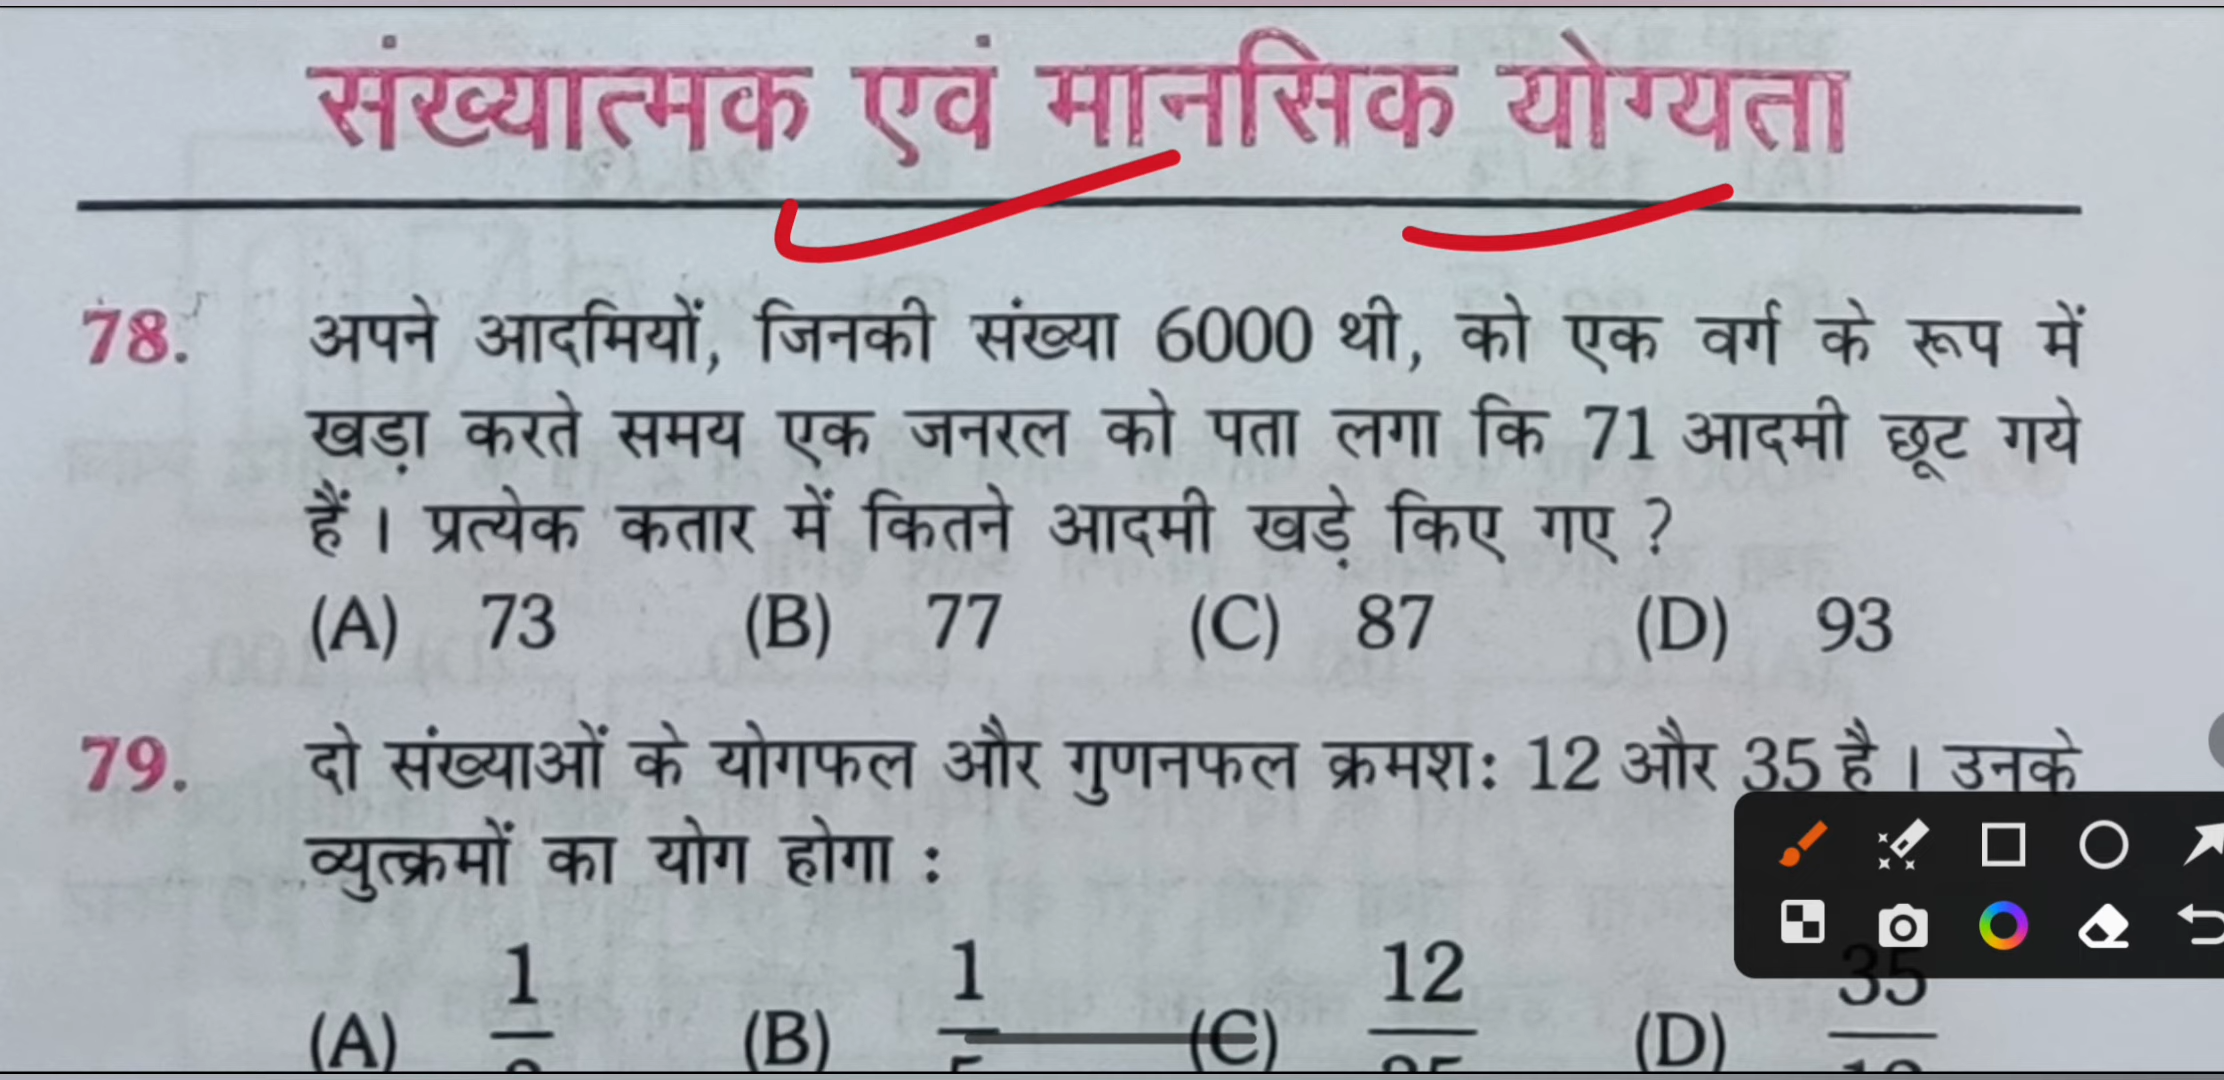 संख्यात्मक एवं मानसिक योग्यता
78. अपने आदमियों, जिनकी संख्या 6000 थी, को एक वर्ग के रूप में
खड़ा करते समय एक जनरल को पता लगा कि 71 आदमी छूट गये
हैं । प्रत्येक कतार में कितने आदमी खड़े किए गए ?
(A) 73 (B) 77 (C) 87 (D) 93
79. दो संख्याओं के योगफल और गुणनफल क्रमश: 12 और 35 है । उनके
व्युत्क्रमों का योग होगा :
1 1 12 35
(A) (B) (C) (D)